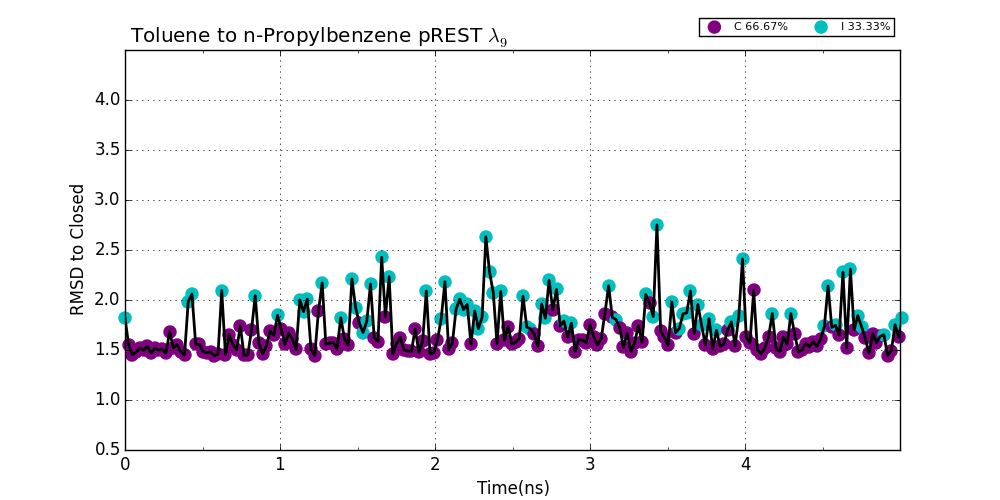 Toluene to n-Propylbenzene pREST λ₉
C 66.67% I 33.33%
4.0
3.5
3.0
2.5
2.0
1.5
1.0
0.5
RMSD to Closed
0 1 2 3 4
Time(ns)